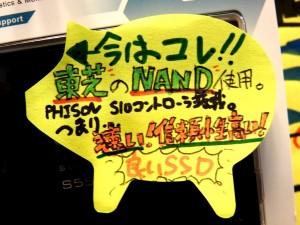 upport
←今はコレ!!
東芝のNAND使用。
PHISON S10コントローラ搭載。
つまり…
速い!信頼性高い!
良いSSD